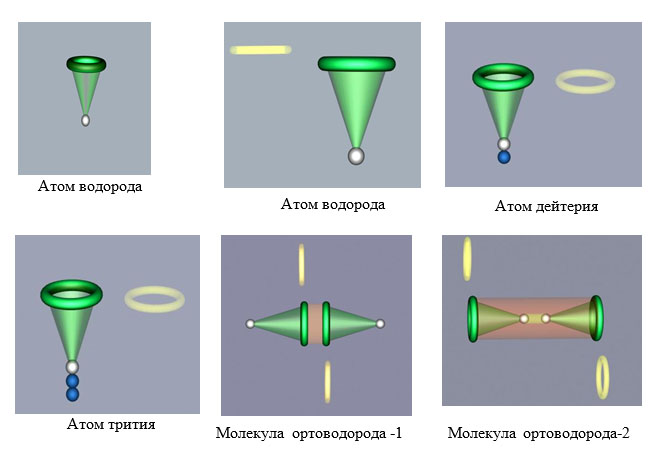 Атом водорода
Атом водорода
Атом дейтерия
Атом трития
Молекула ортоводорода -1
Молекула ортоводорода-2